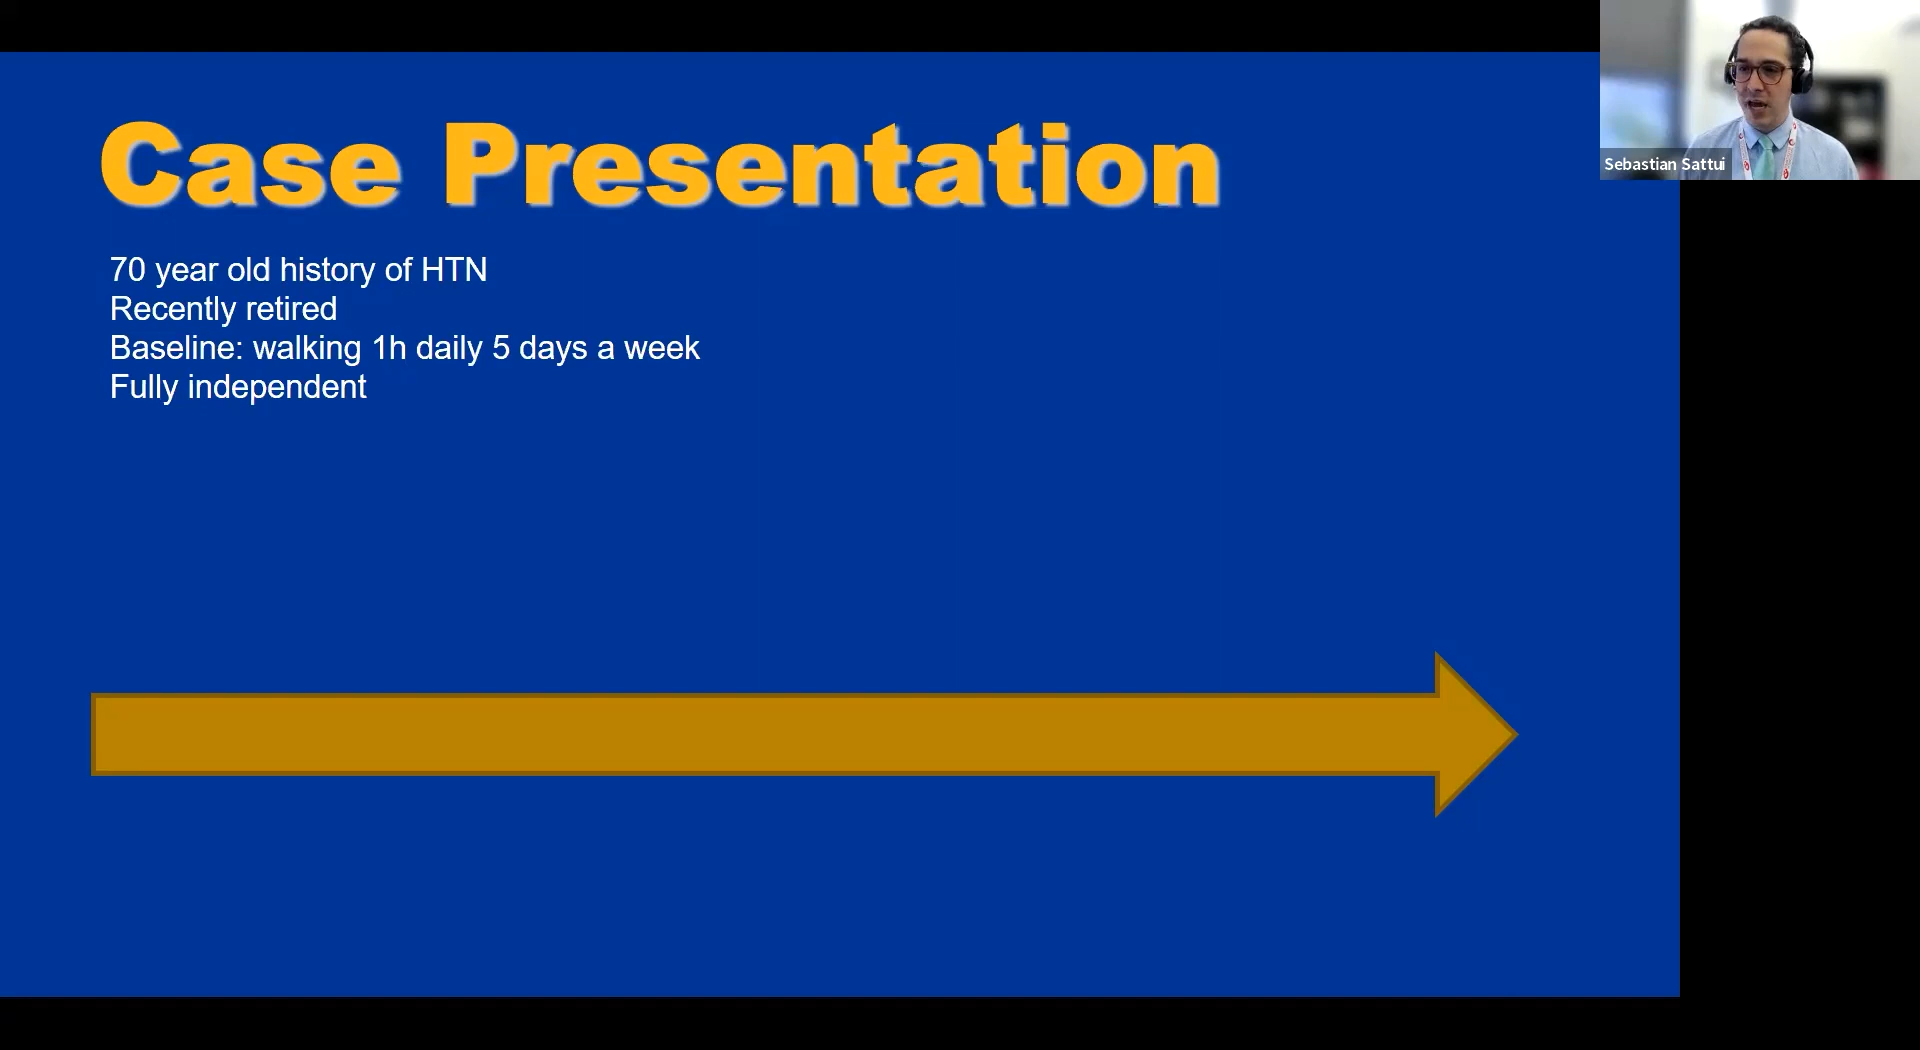 Case Presentation
70 year old history of HTN
Recently retired
Baseline: walking 1h daily 5 days a week
Fully independent
Sebastian Sattui